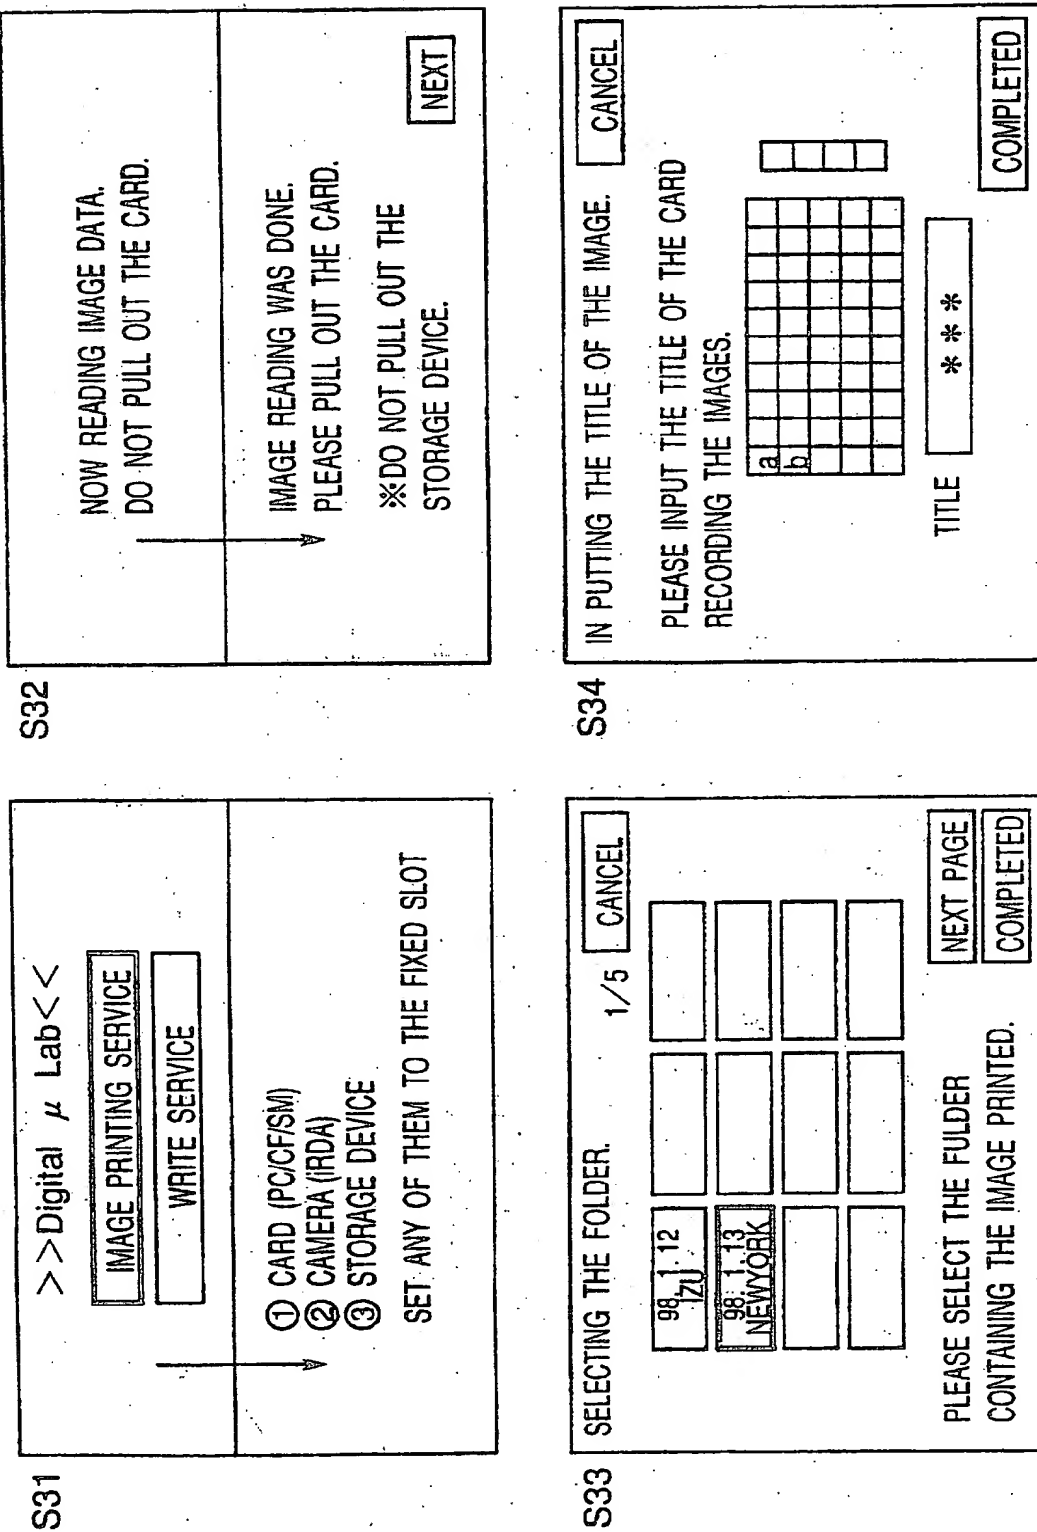 S31
>>Digital μ Lab<<
IMAGE PRINTING SERVICE
WRITE SERVICE
① CARD (PC/CF/SM)
② CAMERA (iRDA)
③ STORAGE DEVICE
SET ANY OF THEM TO THE FIXED SLOT
S32
NOW READING IMAGE DATA.
DO NOT PULL OUT THE CARD.
IMAGE READING WAS DONE.
PLEASE PULL OUT THE CARD.
※DO NOT PULL OUT THE
STORAGE DEVICE.
NEXT
S33
SELECTING THE FOLDER.
1/5
CANCEL
98. 1. 12
IZU
98. 1. 13
NEWYORK
PLEASE SELECT THE FULDER
CONTAINING THE IMAGE PRINTED.
NEXT PAGE
COMPLETED
S34
IN PUTTING THE TITLE OF THE IMAGE.
CANCEL
PLEASE INPUT THE TITLE OF THE CARD
RECORDING THE IMAGES.
a
b
TITLE
***
COMPLETED